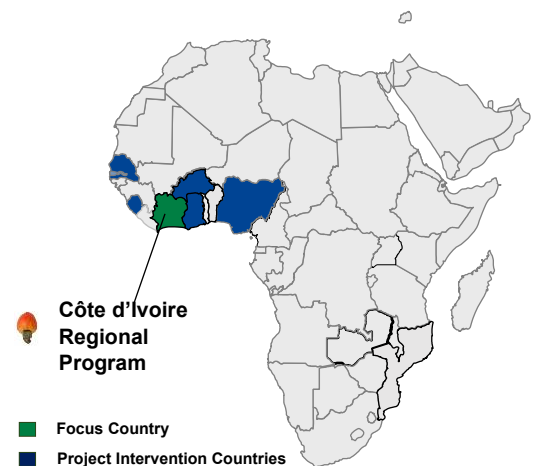 Côte d'Ivoire
Regional
Program
Focus Country
Project Intervention Countries